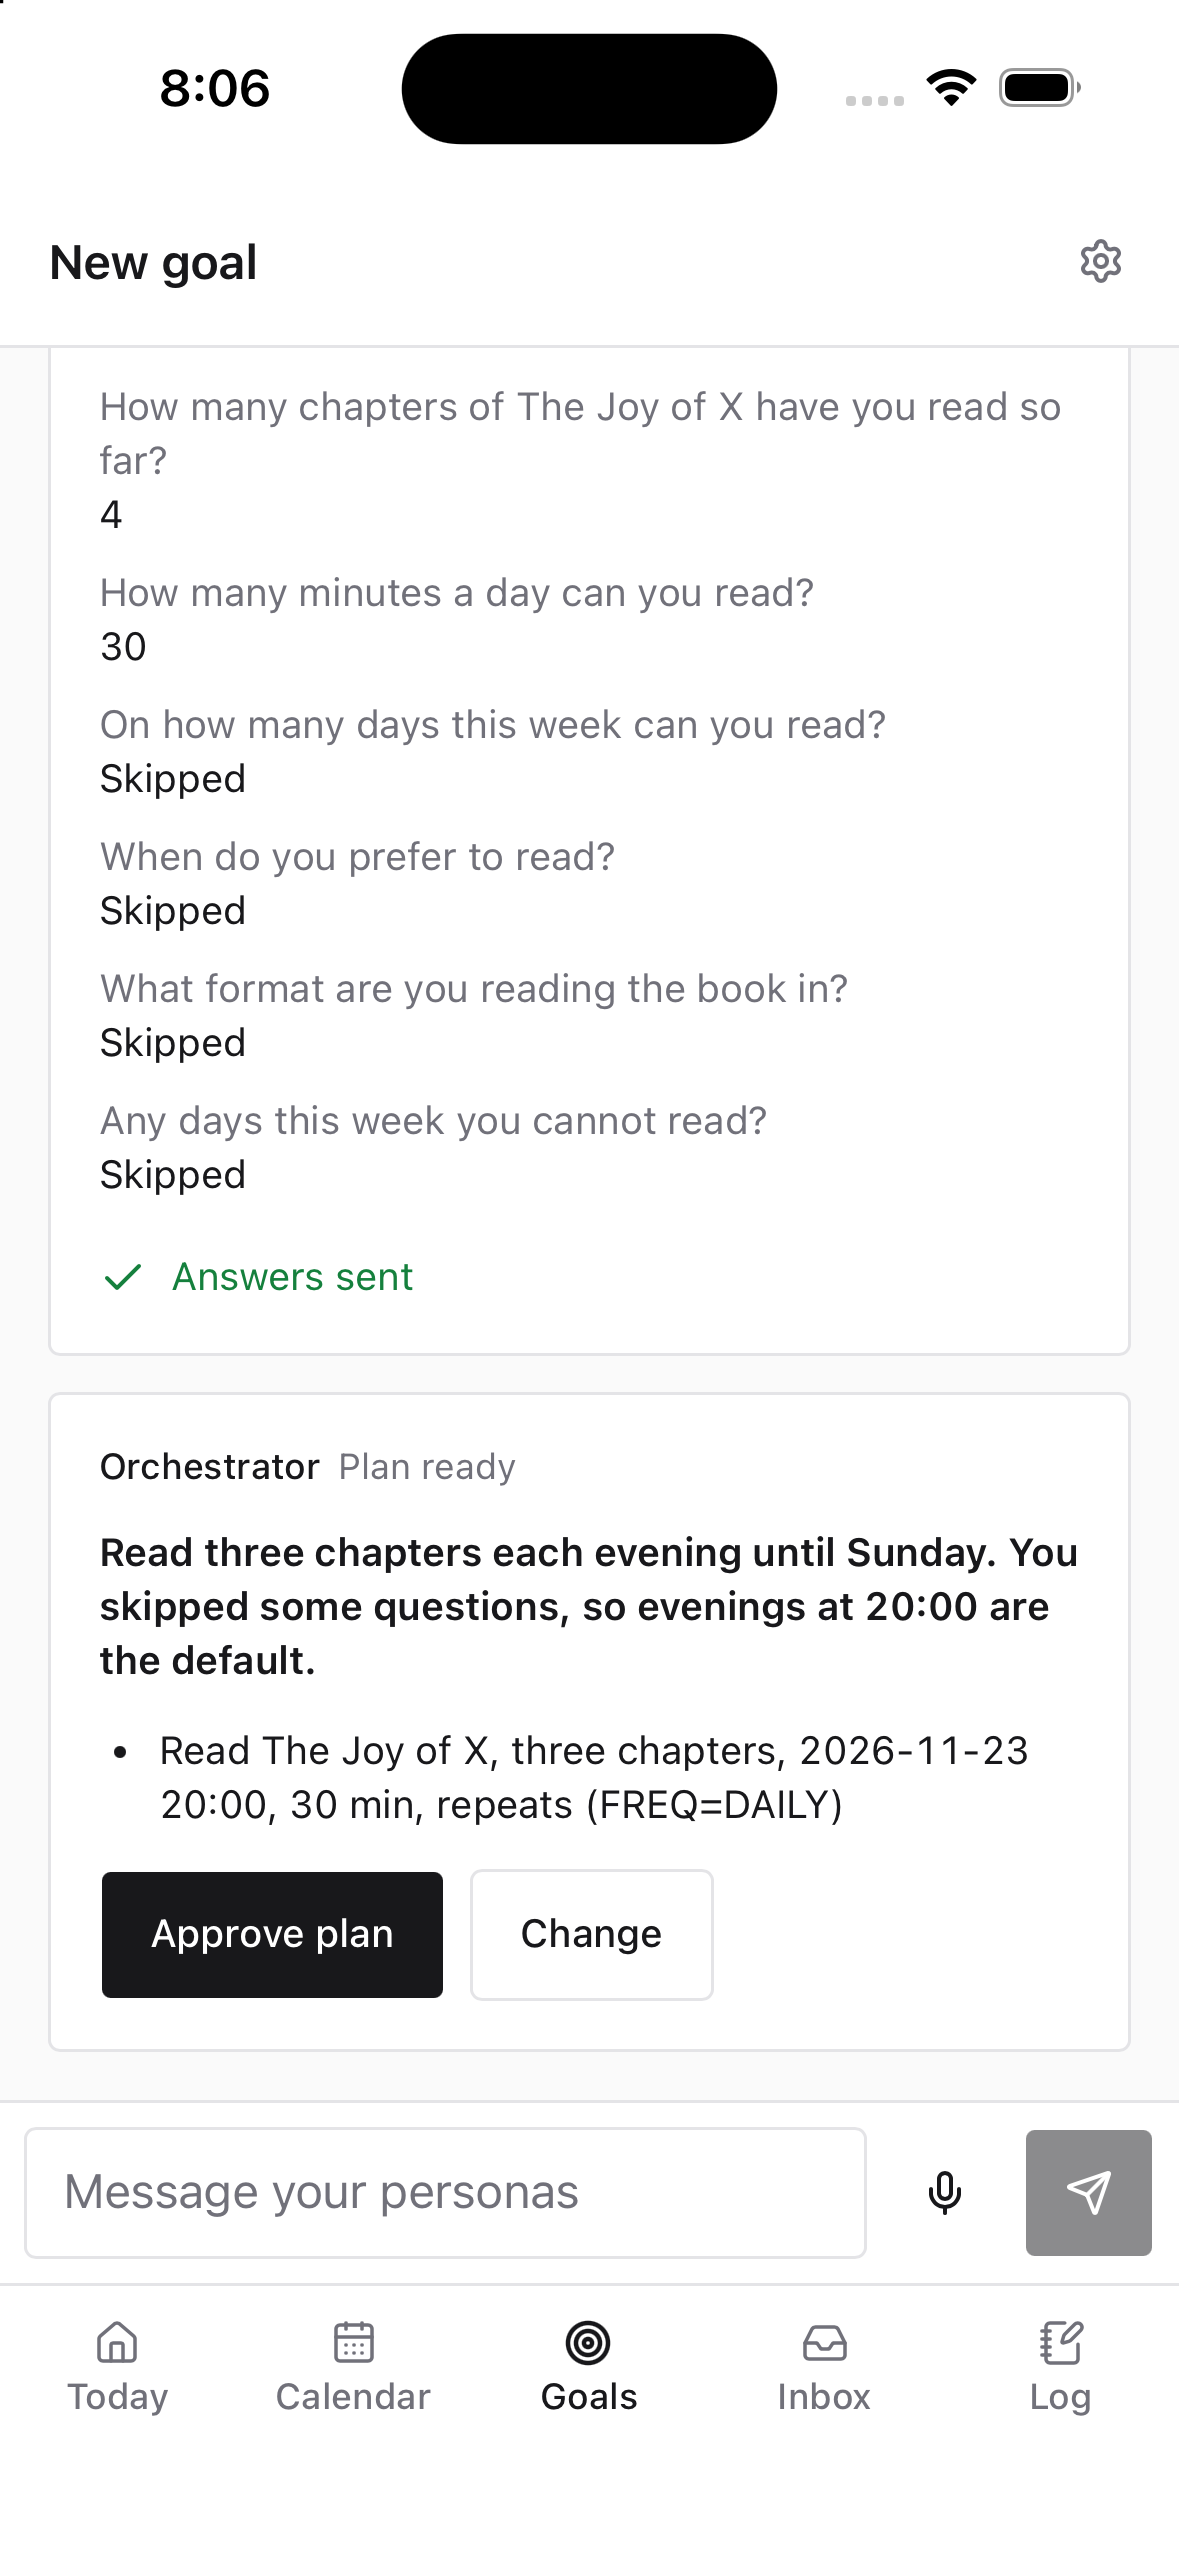 8:06
New goal
How many chapters of The Joy of X have you read so
far?
4
How many minutes a day can you read?
30
On how many days this week can you read?
Skipped
When do you prefer to read?
Skipped
What format are you reading the book in?
Skipped
Any days this week you cannot read?
Skipped
Answers sent
Orchestrator Plan ready
Read three chapters each evening until Sunday. You
skipped some questions, so evenings at 20:00 are
the default.
• Read The Joy of X, three chapters, 2026-11-23
20:00, 30 min, repeats (FREQ=DAILY)
Approve plan Change
Message your personas
Today Calendar Goals Inbox Log